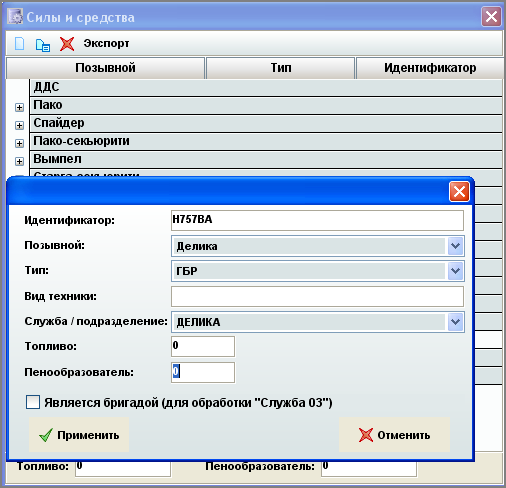 Силы и средства
Экспорт
Позывной Тип Идентификатор
ДДС
Пако
Спайдер
Пако-секьюрити
Вымпел
Идентификатор: Н757ВА
Позывной: Делика
Тип: ГБР
Вид техники:
Служба / подразделение: ДЕЛИКА
Топливо: 0
Пенообразователь: 0
Является бригадой (для обработки "Служба 03")
Применить Отменить
Топливо: 0 Пенообразователь: 0